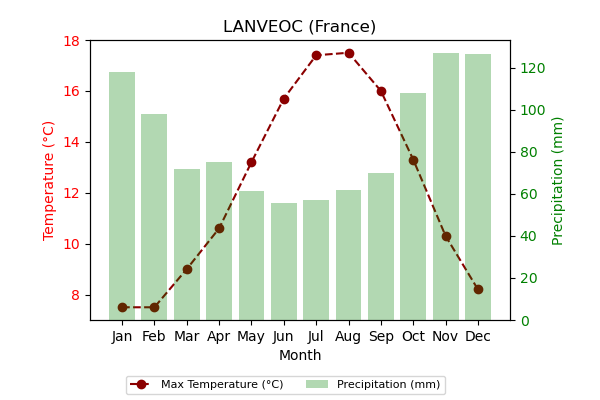 LANVEOC (France)
18
16
14
12
10
8
Temperature (°C)
120
100
80
60
40
20
0
Precipitation (mm)
Jan Feb Mar Apr May Jun Jul Aug Sep Oct Nov Dec
Month
Max Temperature (°C) Precipitation (mm)